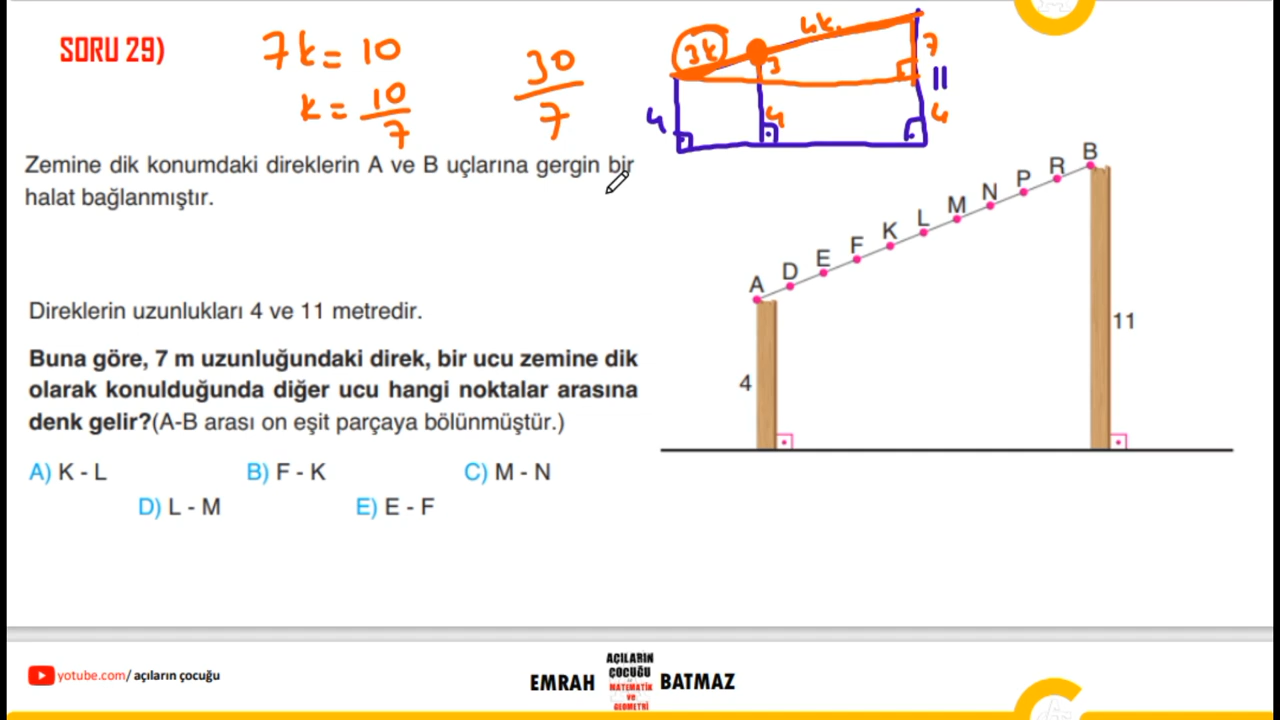 SORU 29)
7k = 10
k = 10/7
30/7
3k
4k
3
7
11
4
4
4
Zemine dik konumdaki direklerin A ve B uçlarına gergin bir
halat bağlanmıştır.
A D E F K L M N P R B
4
11
Direklerin uzunlukları 4 ve 11 metredir.
Buna göre, 7 m uzunluğundaki direk, bir ucu zemine dik
olarak konulduğunda diğer ucu hangi noktalar arasına
denk gelir?(A-B arası on eşit parçaya bölünmüştür.)
A) K - L B) F - K C) M - N
D) L - M E) E - F
yotube.com/ açıların çocuğu
EMRAH
AÇILARIN
ÇOCUĞU
MATEMATİK
ve
GEOMETRİ
BATMAZ